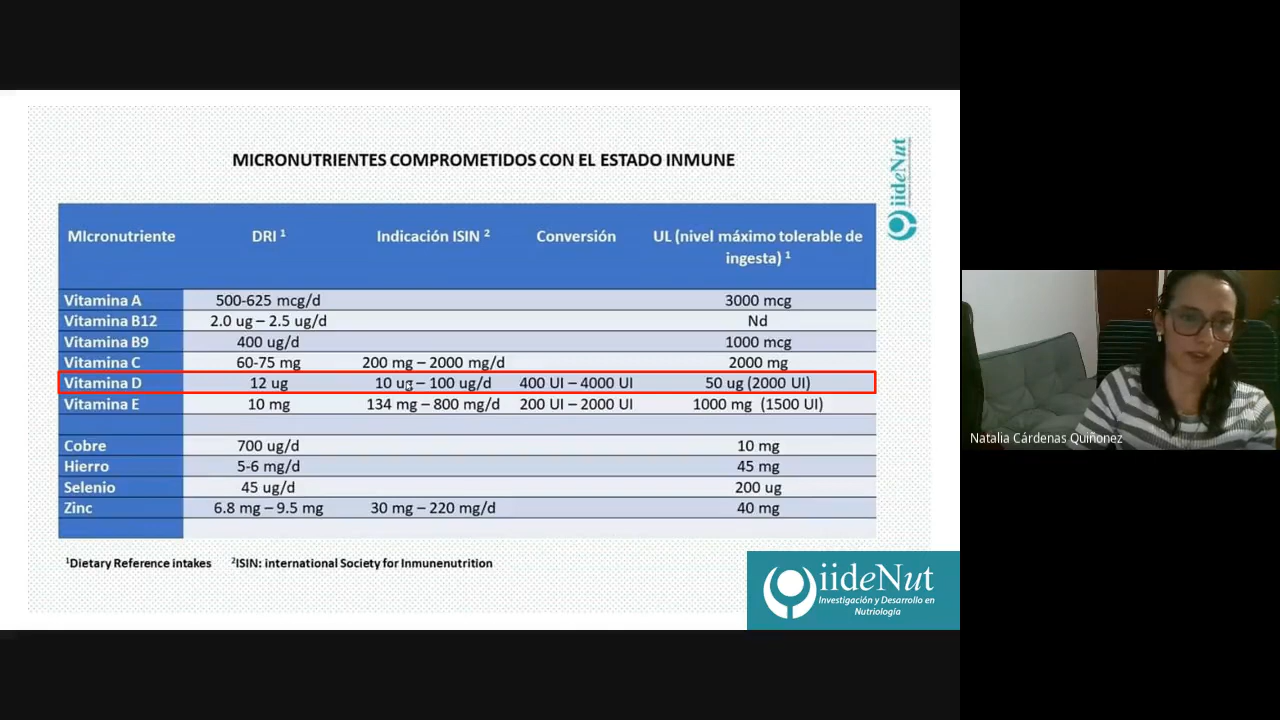 MICRONUTRIENTES COMPROMETIDOS CON EL ESTADO INMUNE
iideNut
MIcronutriente DRI ¹ Indicación ISIN ² Conversión UL (nivel máximo tolerable de
ingesta) ¹
Vitamina A 500-625 mcg/d 3000 mcg
Vitamina B12 2.0 ug – 2.5 ug/d Nd
Vitamina B9 400 ug/d 1000 mcg
Vitamina C 60-75 mg 200 mg – 2000 mg/d 2000 mg
Vitamina D 12 ug 10 ug – 100 ug/d 400 UI – 4000 UI 50 ug (2000 UI)
Vitamina E 10 mg 134 mg – 800 mg/d 200 UI – 2000 UI 1000 mg (1500 UI)
Cobre 700 ug/d 10 mg
Hierro 5-6 mg/d 45 mg
Selenio 45 ug/d 200 ug
Zinc 6.8 mg – 9.5 mg 30 mg – 220 mg/d 40 mg
¹Dietary Reference intakes ²ISIN: international Society for Inmunenutrition
iideNut
Investigación y Desarrollo en
Nutriología
Natalia Cárdenas Quiñonez